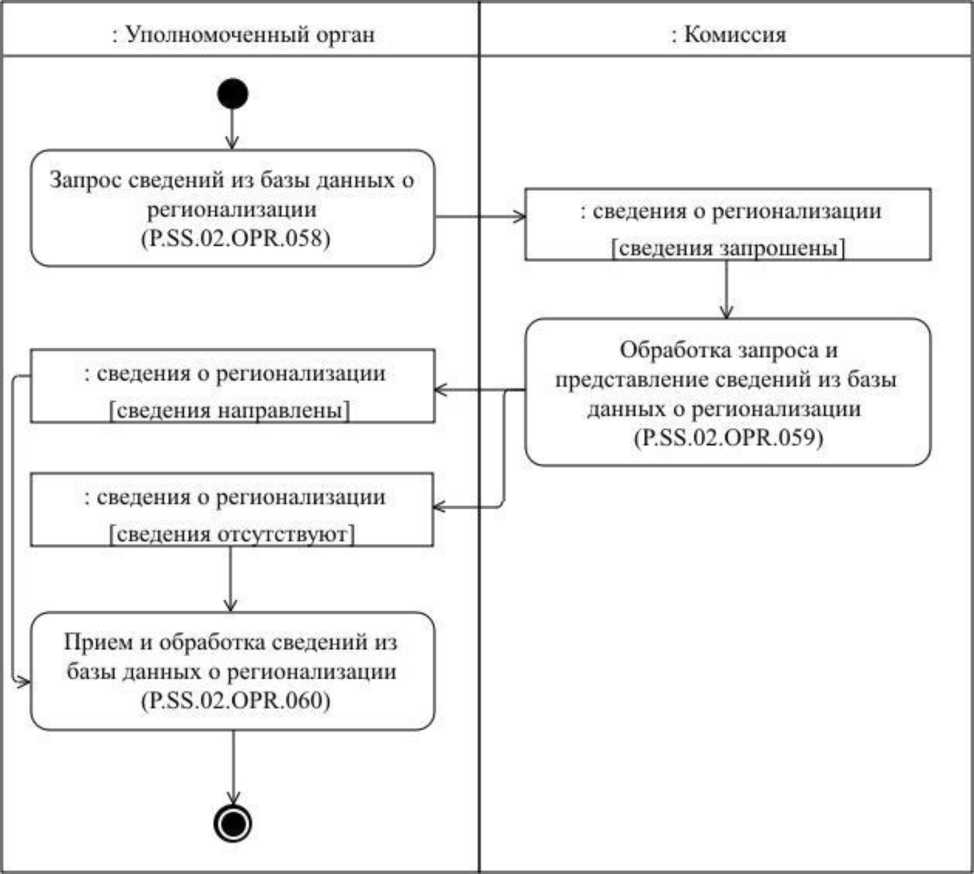 : Уполномоченный орган
: Комиссия
Запрос сведений из базы данных о
регионализации
(P.SS.02.OPR.058)
: сведения о регионализации
[сведения запрошены]
Обработка запроса и
представление сведений из базы
данных о регионализации
(P.SS.02.OPR.059)
: сведения о регионализации
[сведения направлены]
: сведения о регионализации
[сведения отсутствуют]
Прием и обработка сведений из
базы данных о регионализации
(P.SS.02.OPR.060)